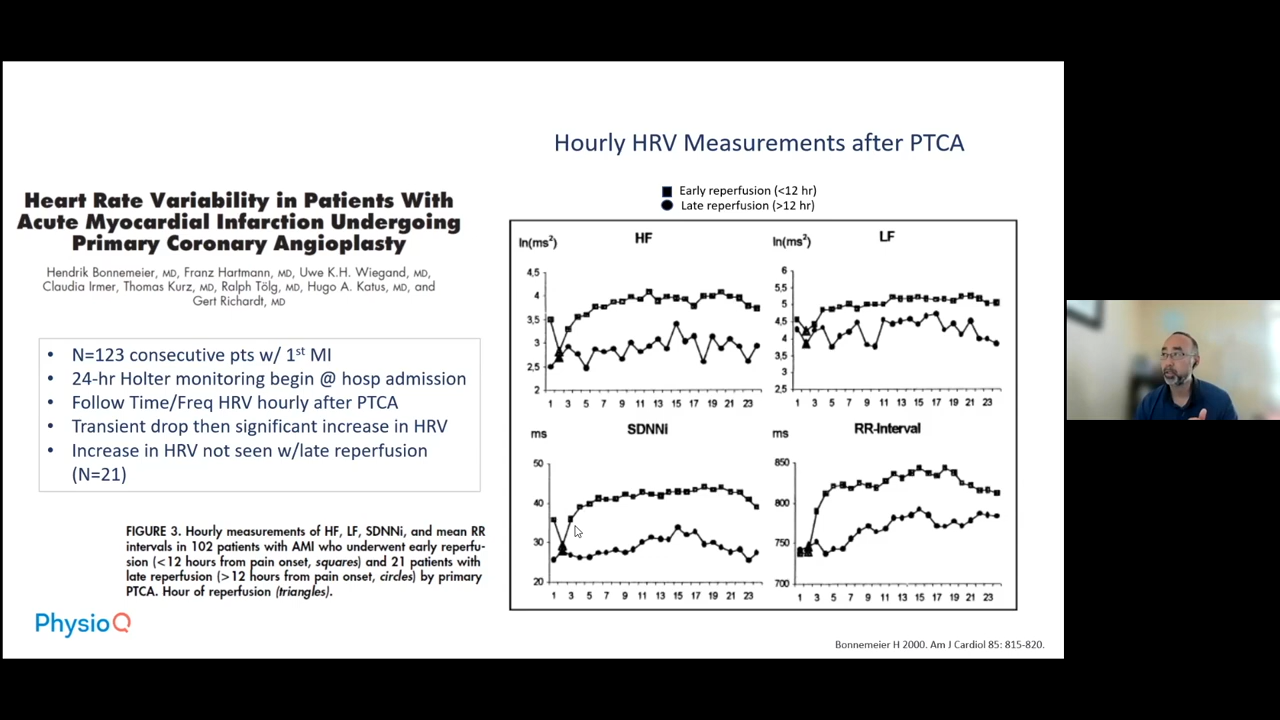 Hourly HRV Measurements after PTCA
Early reperfusion (<12 hr)
Late reperfusion (>12 hr)
Heart Rate Variability in Patients With
Acute Myocardial Infarction Undergoing
Primary Coronary Angioplasty
Hendrik Bonnemeier, MD, Franz Hartmann, MD, Uwe K.H. Wiegand, MD,
Claudia Irmer, MD, Thomas Kurz, MD, Ralph Tölg, MD, Hugo A. Katus, MD, and
Gert Richardt, MD
• N=123 consecutive pts w/ 1st MI
• 24-hr Holter monitoring begin @ hosp admission
• Follow Time/Freq HRV hourly after PTCA
• Transient drop then significant increase in HRV
• Increase in HRV not seen w/late reperfusion
(N=21)
FIGURE 3. Hourly measurements of HF, LF, SDNNi, and mean RR
intervals in 102 patients with AMI who underwent early reperfu-
sion (<12 hours from pain onset, squares) and 21 patients with
late reperfusion (>12 hours from pain onset, circles) by primary
PTCA. Hour of reperfusion (triangles).
PhysioQ
ln(ms²) HF
4,5
4
3,5
3
2,5
2
1 3 5 7 9 11 13 15 17 19 21 23
ln(ms²) LF
6
5,5
5
4,5
4
3,5
3
2,5
1 3 5 7 9 11 13 15 17 19 21 23
ms SDNNi
50
40
30
20
1 3 5 7 9 11 13 15 17 19 21 23
ms RR-Interval
850
800
750
700
1 3 5 7 9 11 13 15 17 19 21 23
Bonnemeier H 2000. Am J Cardiol 85: 815-820.